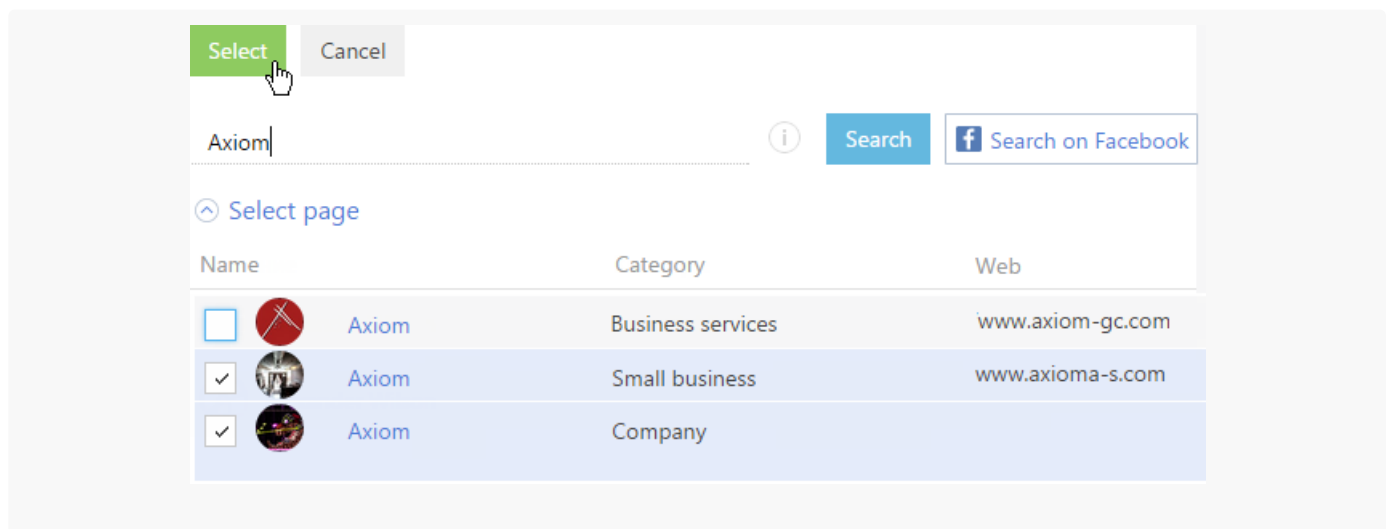 Select Cancel
Axiom i Search f Search on Facebook
Select page
Name Category Web
Axiom Business services www.axiom-gc.com
Axiom Small business www.axioma-s.com
Axiom Company